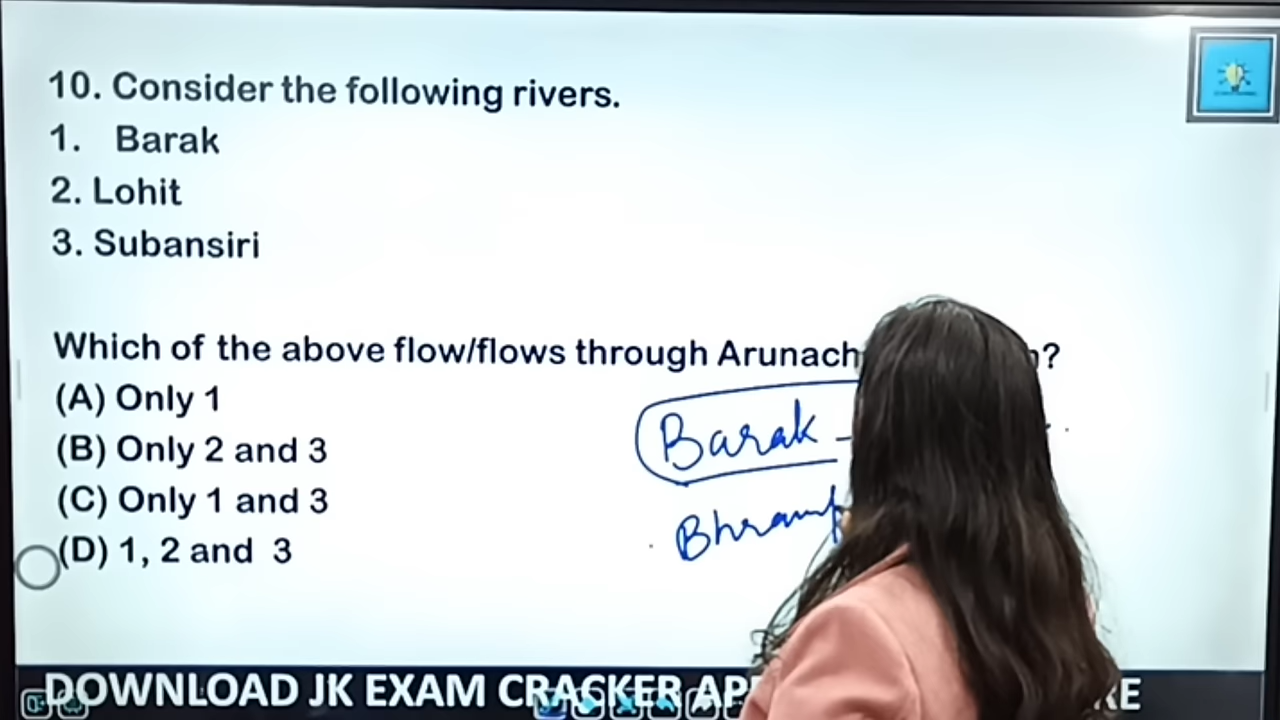 10. Consider the following rivers.
1. Barak
2. Lohit
3. Subansiri
Which of the above flow/flows through ?
(A) Only 1
(B) Only 2 and 3
(C) Only 1 and 3
(D) 1, 2 and 3
Barak -
DOWNLOAD JK EXAM CRACKER